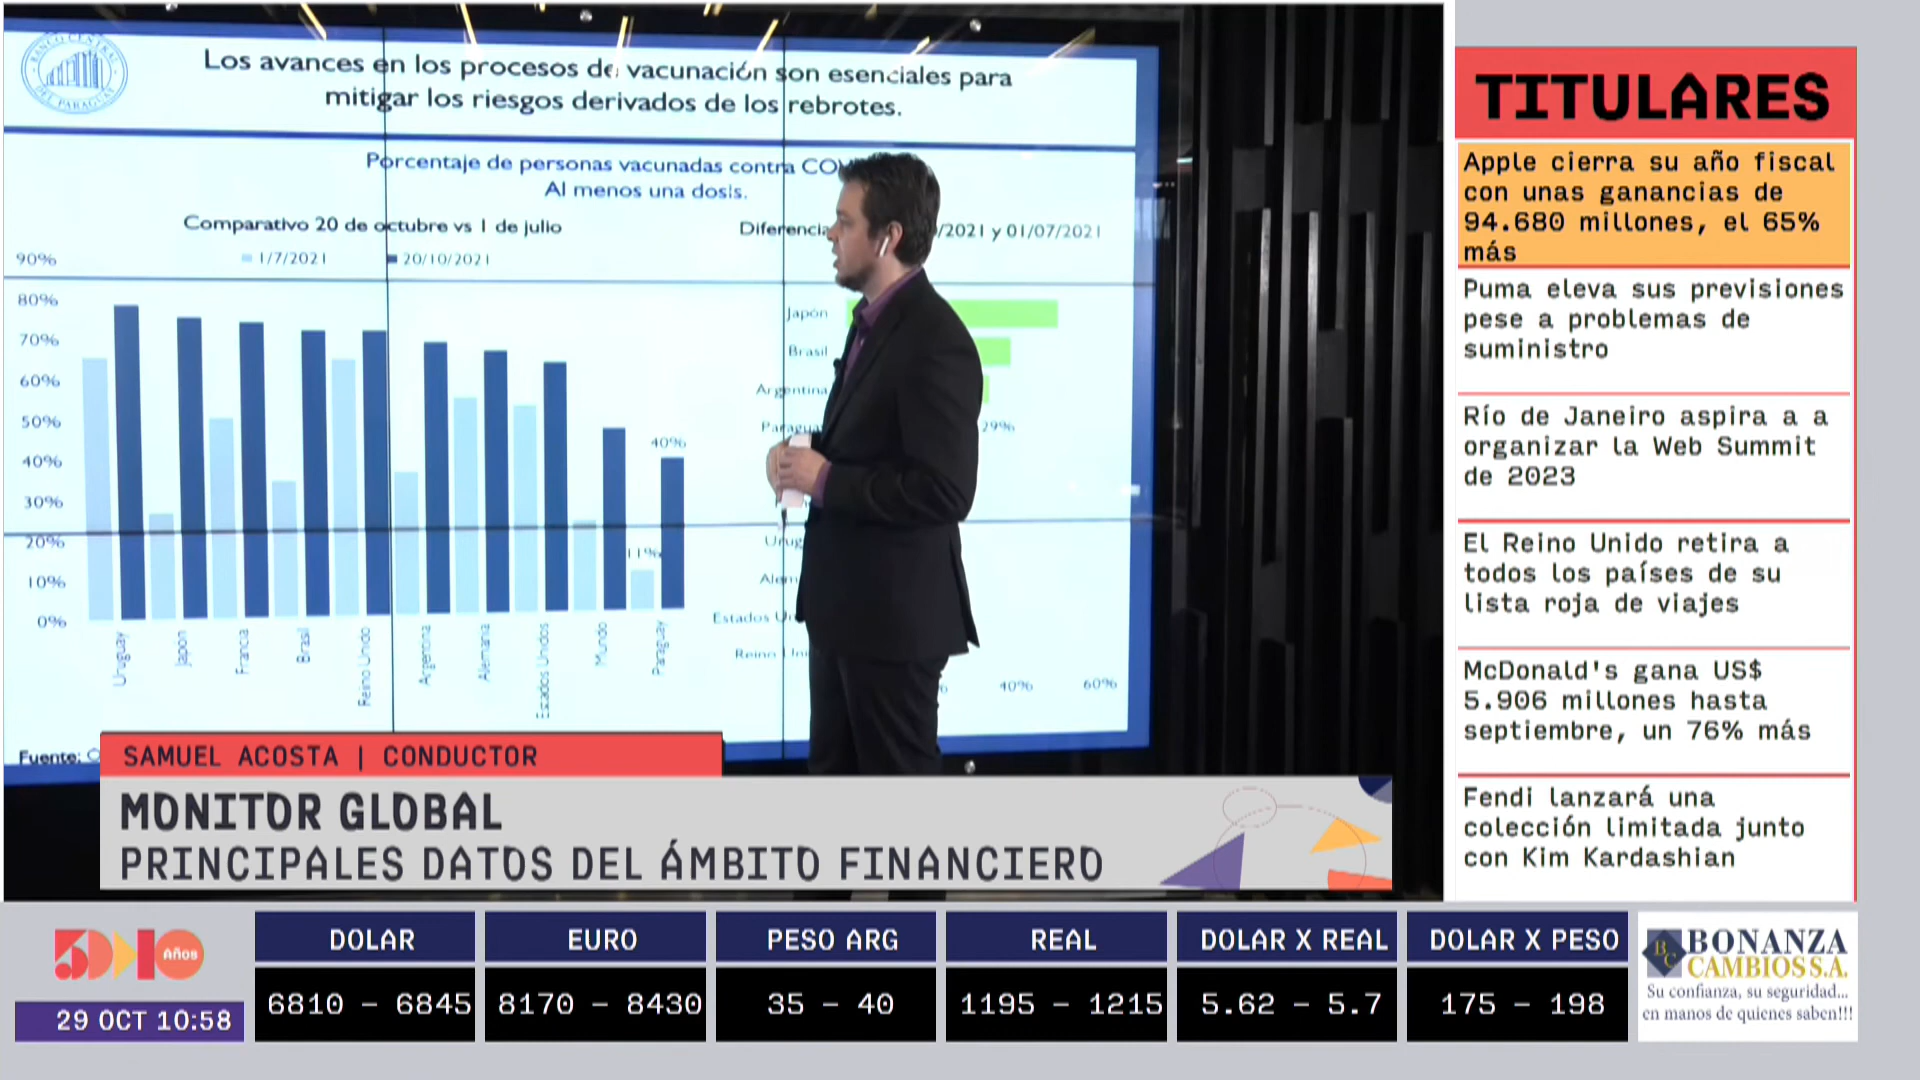 BANCO CENTRAL
DEL PARAGUAY
Los avances en los procesos de vacunación son esenciales para
mitigar los riesgos derivados de los rebrotes.
Porcentaje de personas vacunadas contra
Al menos una dosis.
Comparativo 20 de octubre vs 1 de julio
1/7/2021 20/10/2021
90%
80%
70%
60%
50%
40%
30%
20%
10%
0%
40%
11%
Uruguay
Japón
Francia
Brasil
Reino Unido
Argentina
Alemania
Estados Unidos
Mundo
Paraguay
Diferencia /2021 y 01/07/2021
Japón
Brasil
Argentina
29%
40% 60%
Fuente:
SAMUEL ACOSTA | CONDUCTOR
MONITOR GLOBAL
PRINCIPALES DATOS DEL ÁMBITO FINANCIERO
TITULARES
Apple cierra su año fiscal
con unas ganancias de
94.680 millones, el 65%
más
Puma eleva sus previsiones
pese a problemas de
suministro
Río de Janeiro aspira a a
organizar la Web Summit
de 2023
El Reino Unido retira a
todos los países de su
lista roja de viajes
McDonald's gana US$
5.906 millones hasta
septiembre, un 76% más
Fendi lanzará una
colección limitada junto
con Kim Kardashian
5D10 Años
29 OCT 10:58
DOLAR
6810 - 6845
EURO
8170 - 8430
PESO ARG
35 - 40
REAL
1195 - 1215
DOLAR X REAL
5.62 - 5.7
DOLAR X PESO
175 - 198
BC BONANZA
CAMBIOS S.A.
Su confianza, su seguridad...
en manos de quienes saben!!!